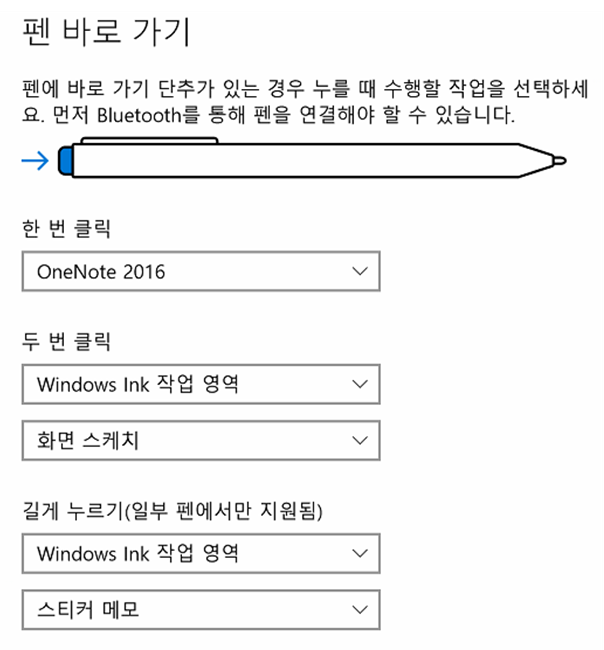 펜 바로 가기
펜에 바로 가기 단추가 있는 경우 누를 때 수행할 작업을 선택하세
요. 먼저 Bluetooth를 통해 펜을 연결해야 할 수 있습니다.
한 번 클릭
OneNote 2016
두 번 클릭
Windows Ink 작업 영역
화면 스케치
길게 누르기(일부 펜에서만 지원됨)
Windows Ink 작업 영역
스티커 메모